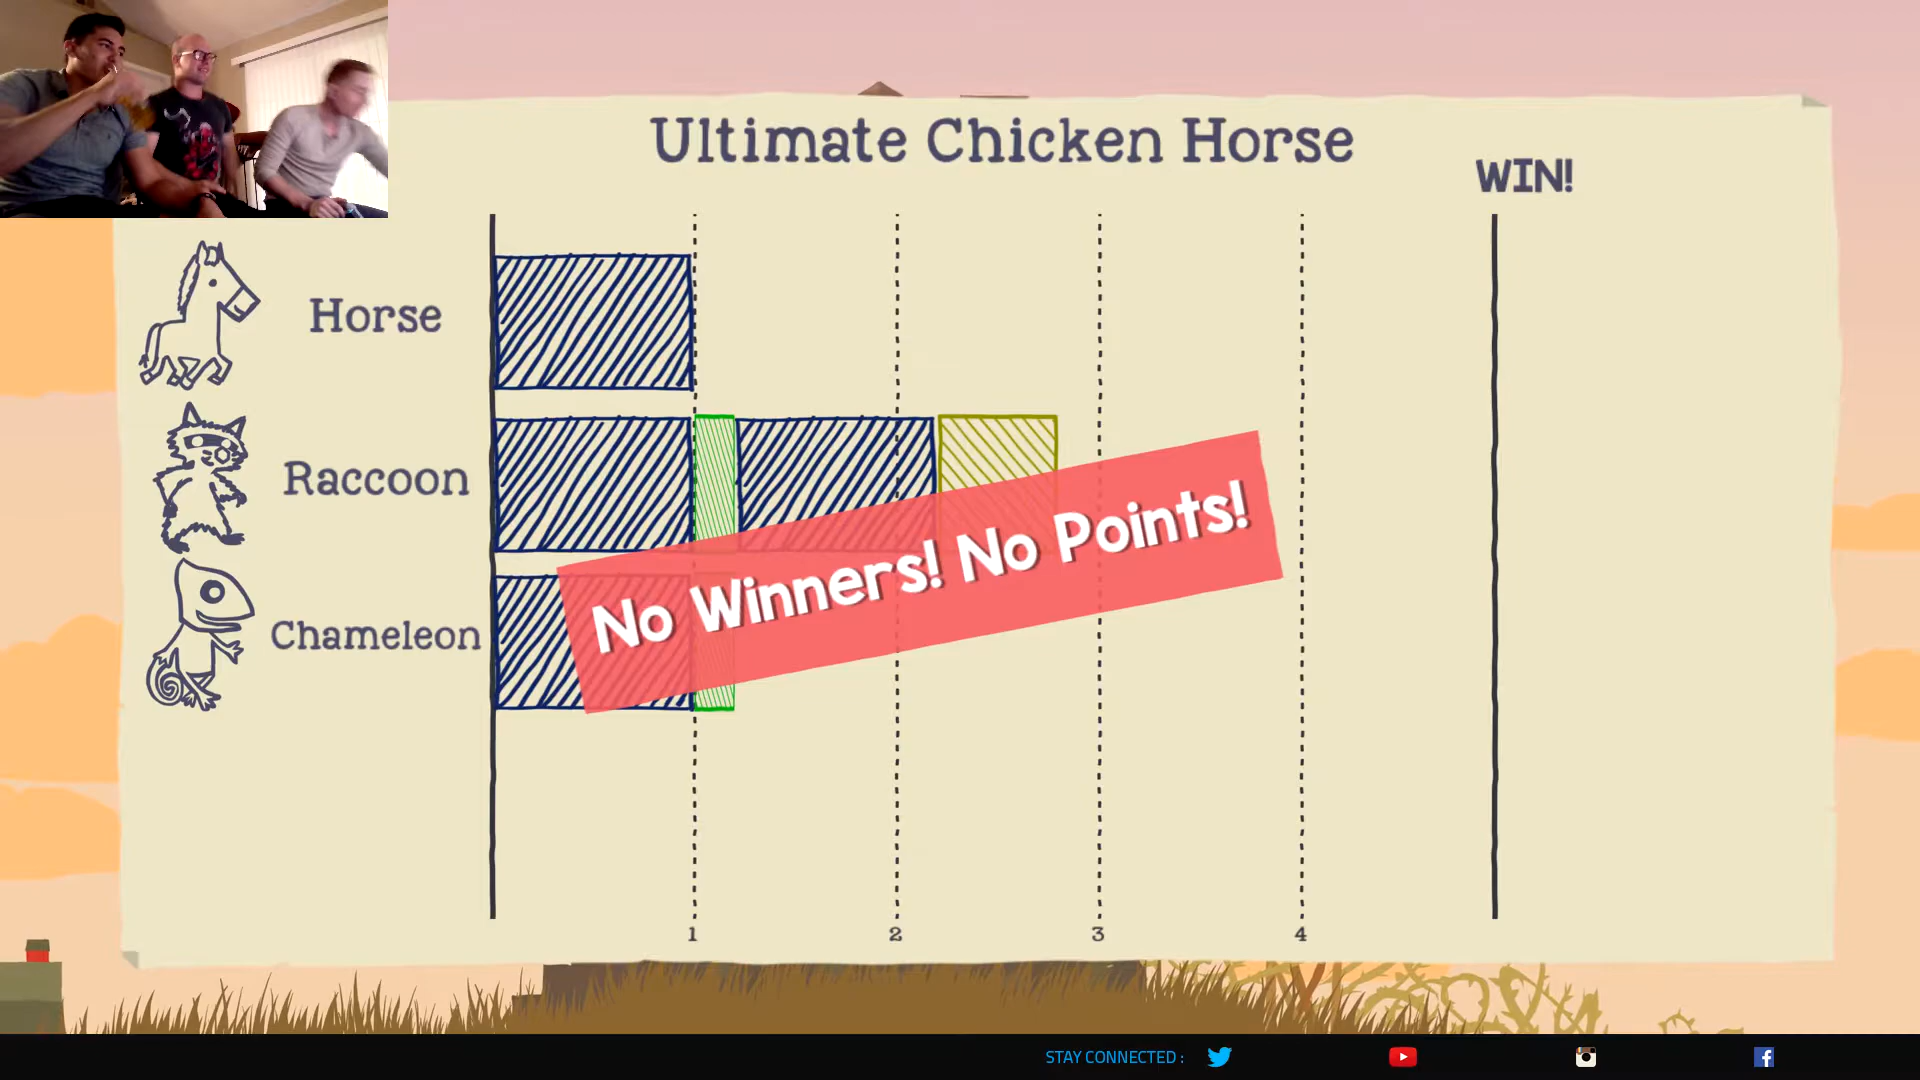 Ultimate Chicken Horse
WIN!
Horse
Raccoon
Chameleon
No Winners! No Points!
1 2 3 4
STAY CONNECTED :